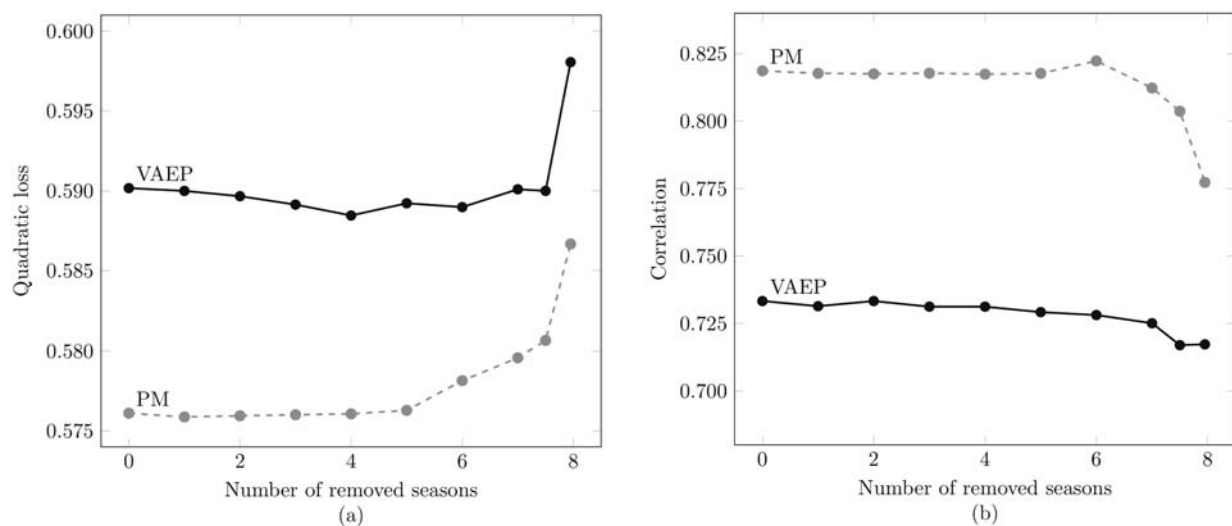 0.600
0.595
0.590
0.585
0.580
0.575
Quadratic loss
VAEP
PM
0 2 4 6 8
Number of removed seasons
(a)
0.825
0.800
0.775
0.750
0.725
0.700
Correlation
PM
VAEP
0 2 4 6 8
Number of removed seasons
(b)